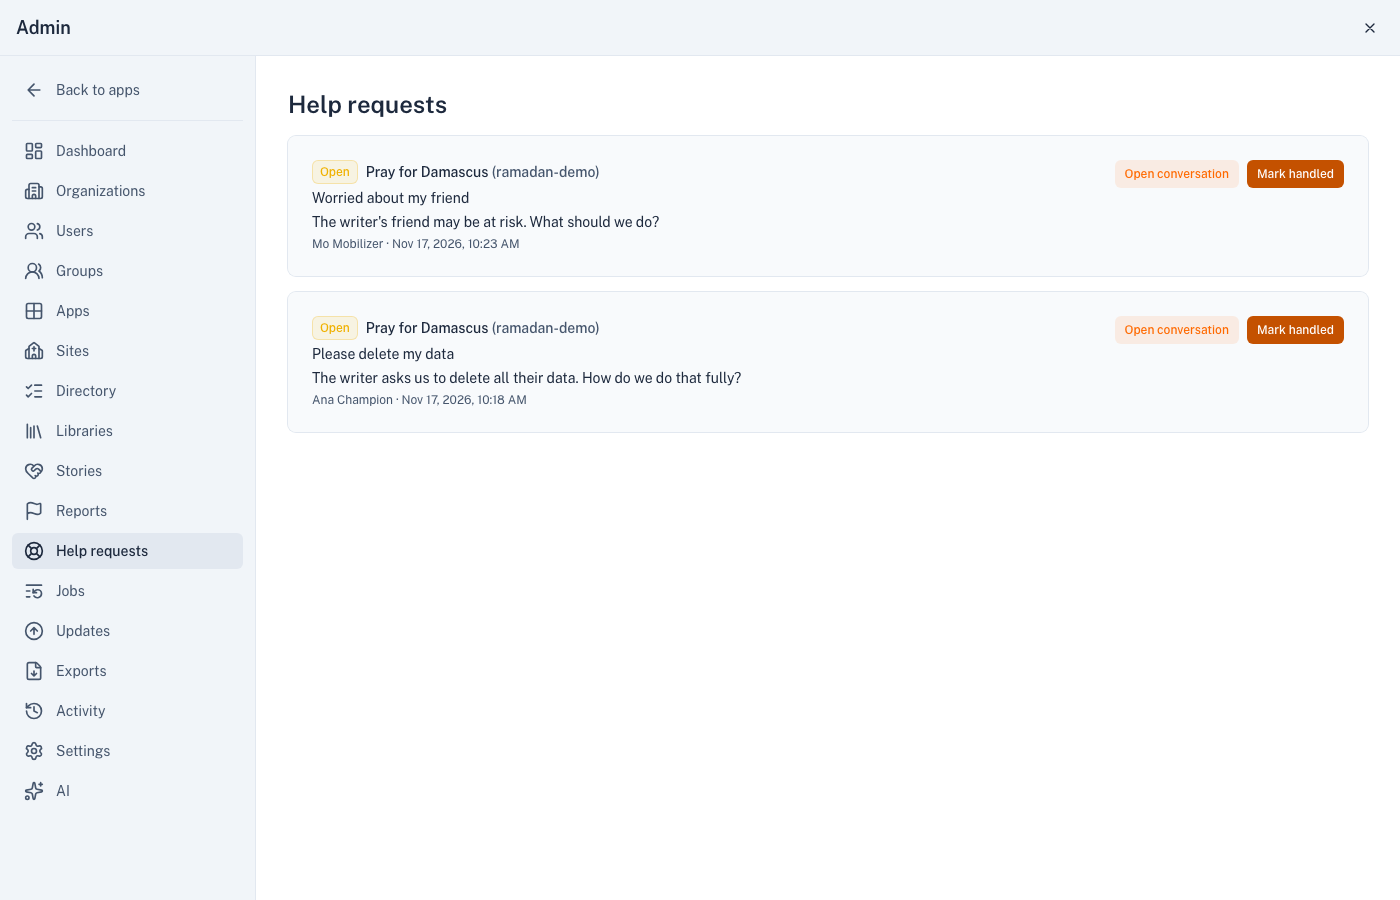 Admin
Back to apps
Dashboard
Organizations
Users
Groups
Apps
Sites
Directory
Libraries
Stories
Reports
Help requests
Jobs
Updates
Exports
Activity
Settings
AI
Help requests
Open Pray for Damascus (ramadan-demo)
Open conversation Mark handled
Worried about my friend
The writer's friend may be at risk. What should we do?
Mo Mobilizer · Nov 17, 2026, 10:23 AM
Open Pray for Damascus (ramadan-demo)
Open conversation Mark handled
Please delete my data
The writer asks us to delete all their data. How do we do that fully?
Ana Champion · Nov 17, 2026, 10:18 AM